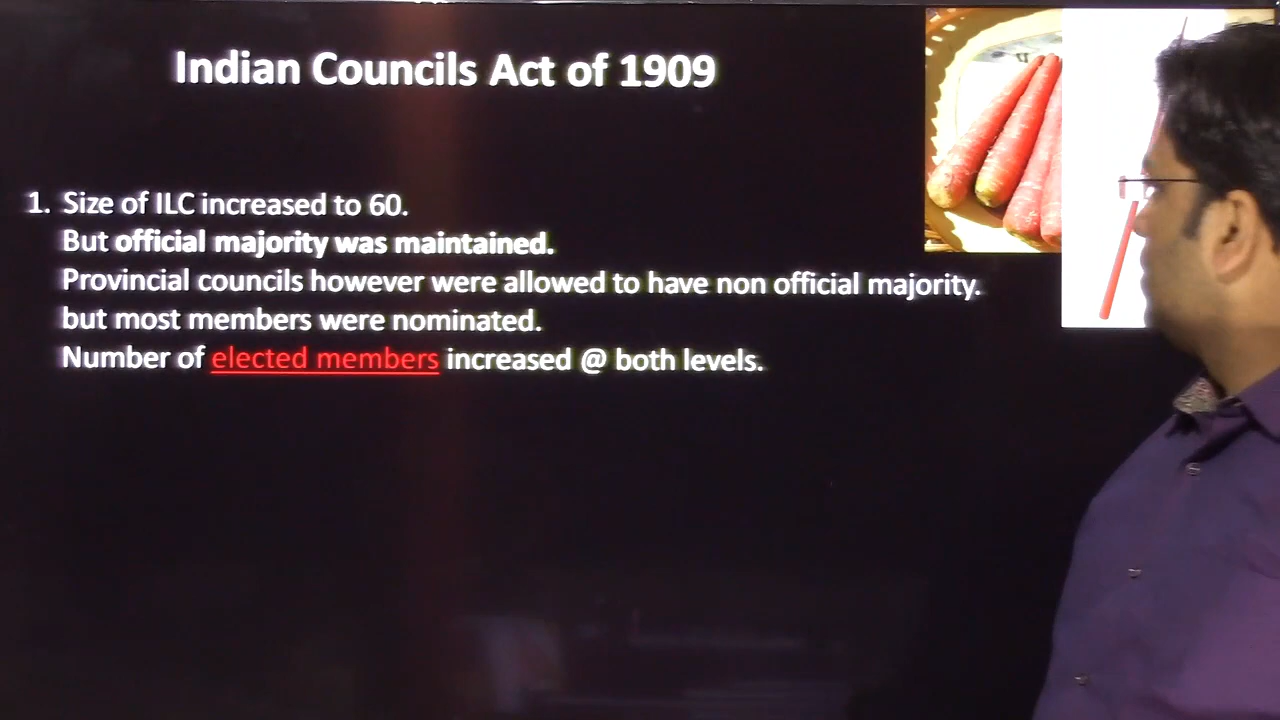 Indian Councils Act of 1909
1. Size of ILC increased to 60.
But official majority was maintained.
Provincial councils however were allowed to have non official majority.
but most members were nominated.
Number of elected members increased @ both levels.